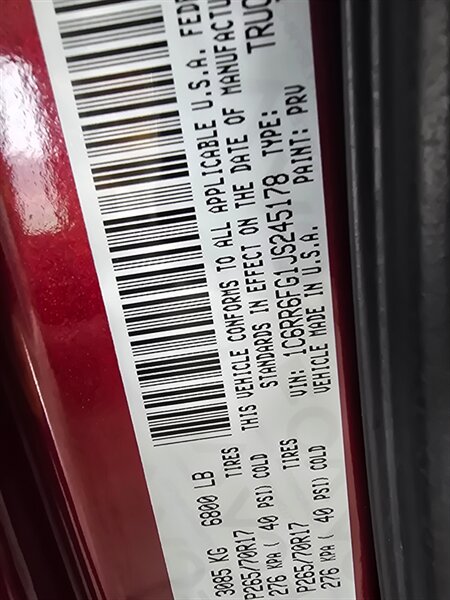 3085 KG 6800 LB
P265/70R17 TIRES
276 KPA ( 40 PSI) COLD
P265/70R17 TIRES
276 KPA ( 40 PSI) COLD
THIS VEHICLE CONFORMS TO ALL APPLICABLE U.S.A.
STANDARDS IN EFFECT ON THE DATE OF MANUFACTU
VIN: 1C6RR6FG1JS245178 TYPE: TRUC
VEHICLE MADE IN U.S.A. PAINT: PRV